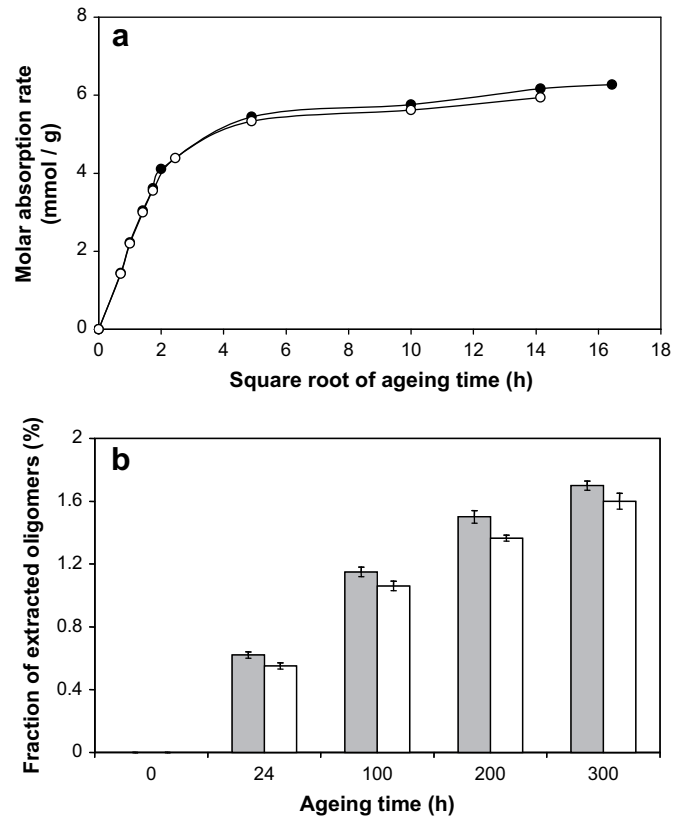 a
Molar absorption rate
(mmol / g)
8
6
4
2
0
0 2 4 6 8 10 12 14 16 18
Square root of ageing time (h)
b
Fraction of extracted oligomers (%)
2
1.6
1.2
0.8
0.4
0
0 24 100 200 300
Ageing time (h)